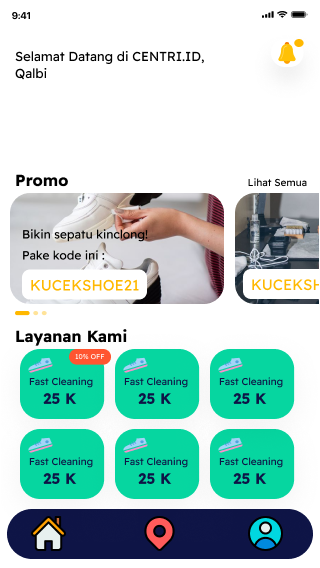 9:41
Selamat Datang di CENTRI.ID,
Qalbi
Promo
Lihat Semua
Bikin sepatu kinclong!
Pake kode ini :
KUCEKSHOE21
KUCEKSH
Layanan Kami
10% OFF
Fast Cleaning
25 K
Fast Cleaning
25 K
Fast Cleaning
25 K
Fast Cleaning
25 K
Fast Cleaning
25 K
Fast Cleaning
25 K